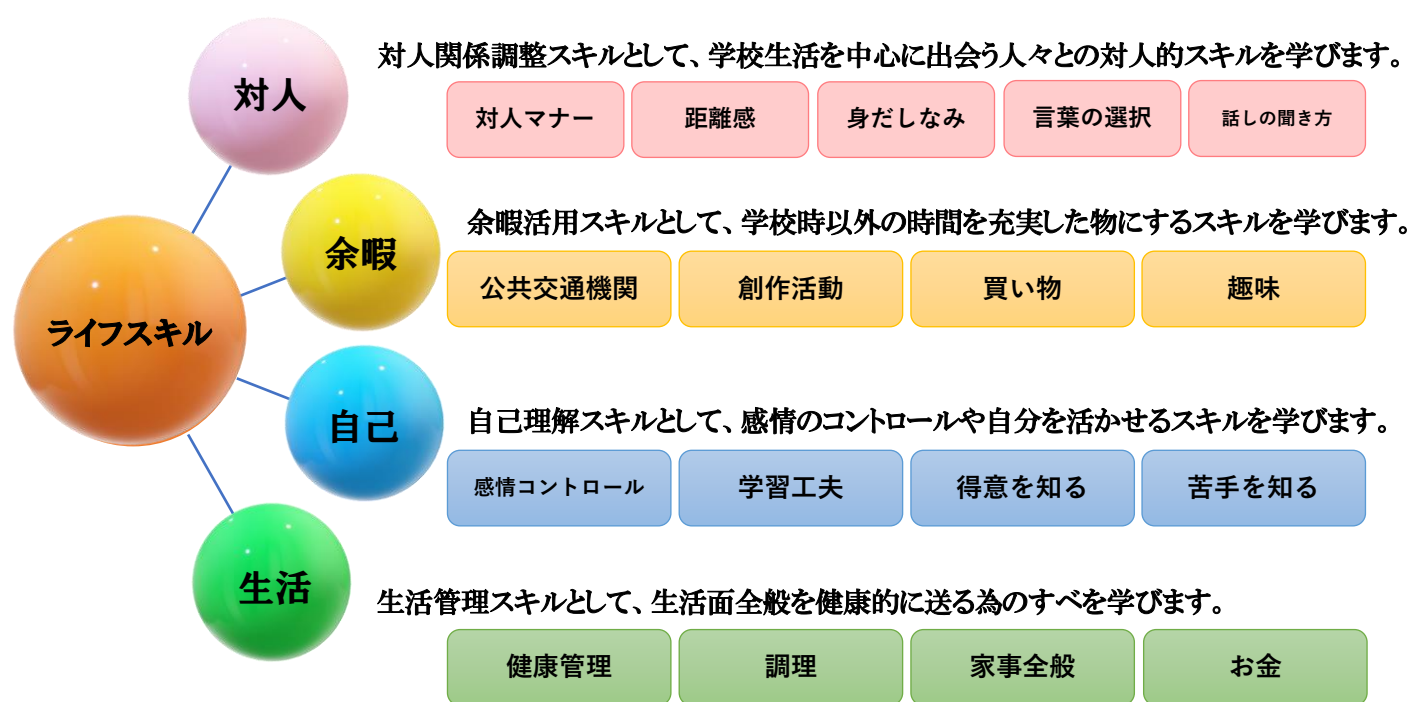 対人
対人関係調整スキルとして、学校生活を中心に出会う人々との対人的スキルを学びます。
対人マナー
距離感
身だしなみ
言葉の選択
話しの聞き方
余暇
余暇活用スキルとして、学校時以外の時間を充実した物にするスキルを学びます。
公共交通機関
創作活動
買い物
趣味
ライフスキル
自己
自己理解スキルとして、感情のコントロールや自分を活かせるスキルを学びます。
感情コントロール
学習工夫
得意を知る
苦手を知る
生活
生活管理スキルとして、生活面全般を健康的に送る為のすべを学びます。
健康管理
調理
家事全般
お金